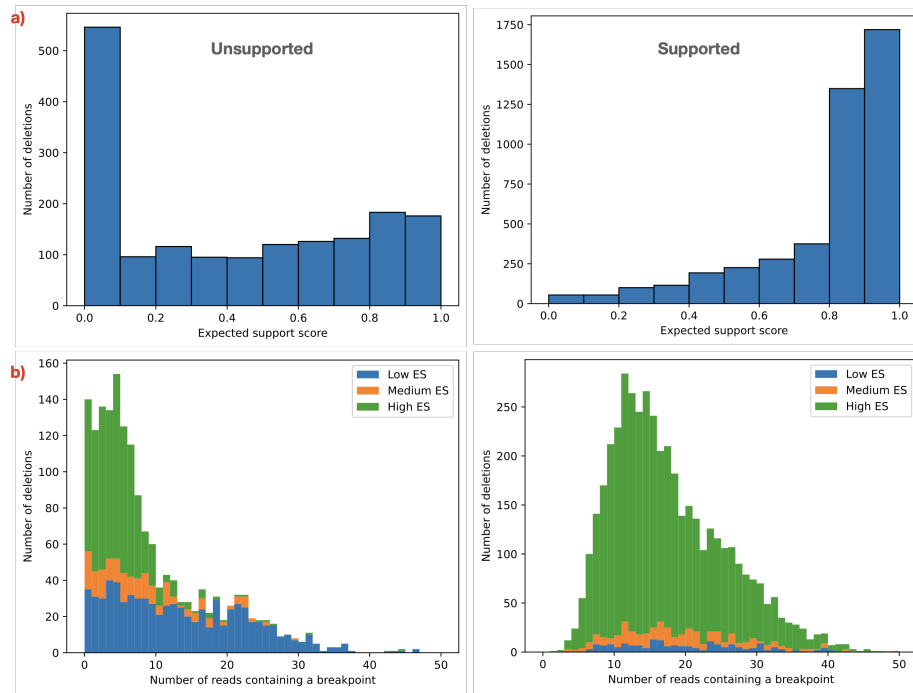 a)
Unsupported
Number of deletions
500
400
300
200
100
0
0.0 0.2 0.4 0.6 0.8 1.0
Expected support score
Supported
Number of deletions
1750
1500
1250
1000
750
500
250
0
0.0 0.2 0.4 0.6 0.8 1.0
Expected support score
b)
Number of deletions
160
140
120
100
80
60
40
20
0
Low ES
Medium ES
High ES
0 10 20 30 40 50
Number of reads containing a breakpoint
Number of deletions
250
200
150
100
50
0
Low ES
Medium ES
High ES
0 10 20 30 40 50
Number of reads containing a breakpoint